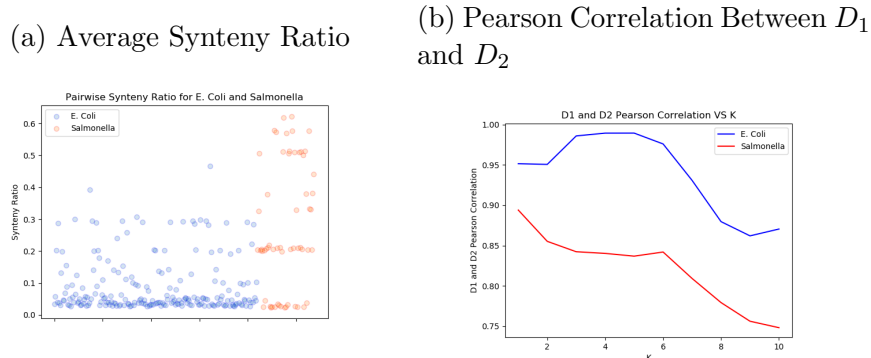 (a) Average Synteny Ratio
(b) Pearson Correlation Between D₁
and D₂
Pairwise Synteny Ratio for E. Coli and Salmonella
E. Coli
Salmonella
Synteny Ratio
0.6
0.5
0.4
0.3
0.2
0.1
0.0
D1 and D2 Pearson Correlation VS K
E. Coli
Salmonella
D1 and D2 Pearson Correlation
1.00
0.95
0.90
0.85
0.80
0.75
2
4
6
8
10
K